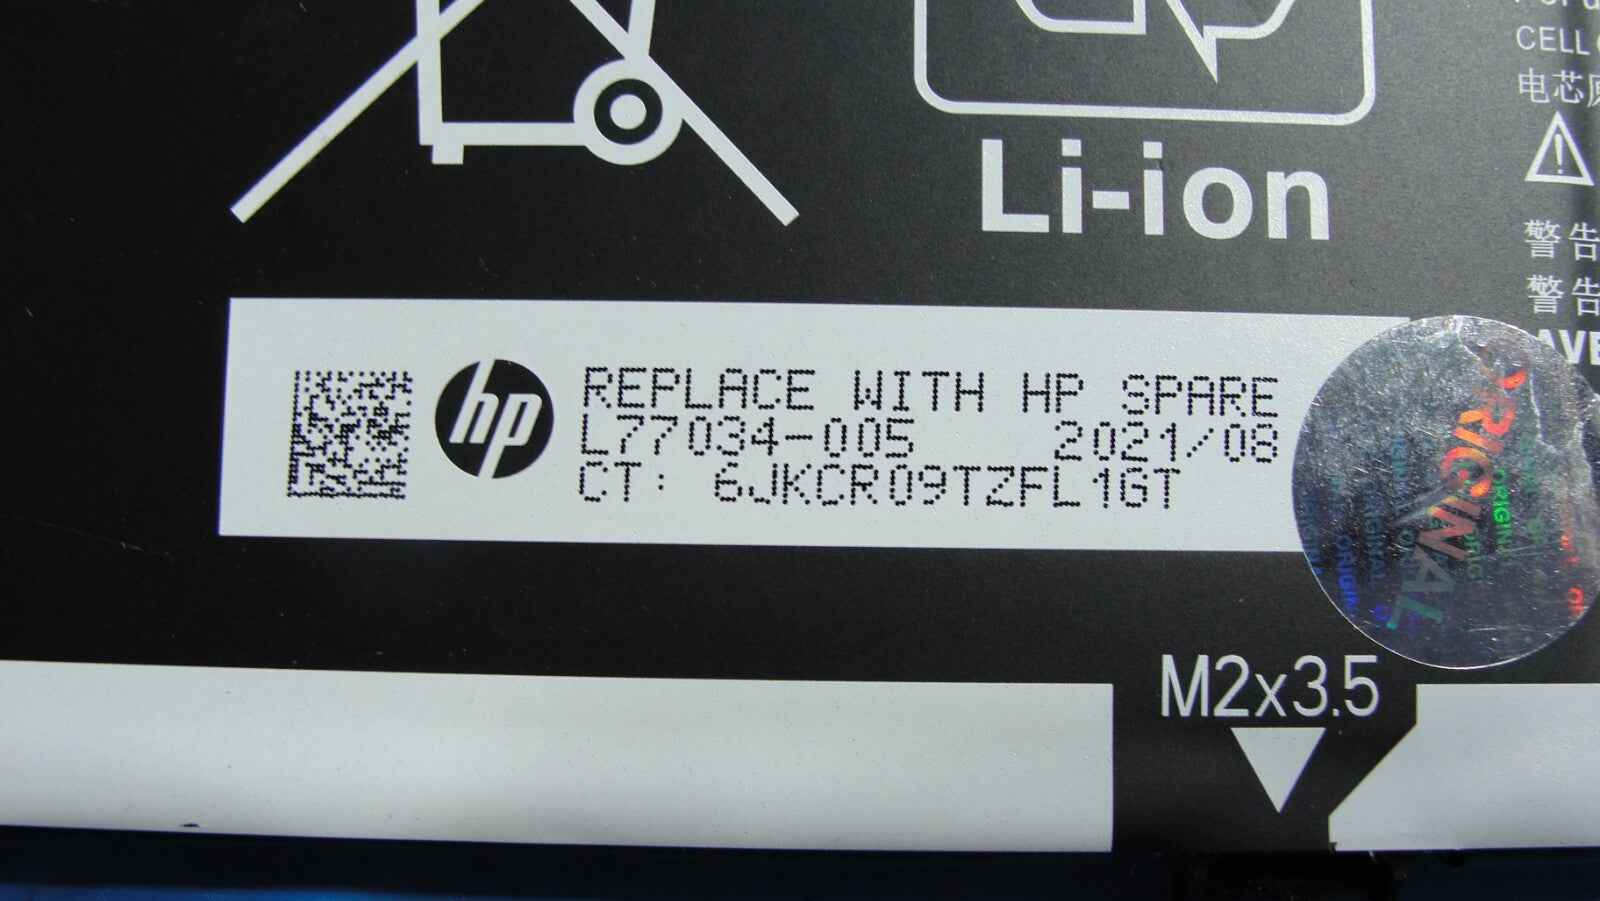 CELL
电芯
Li-ion
警告
警告
hp
REPLACE WITH HP SPARE
L77034-005 2021/08
CT: 6JKCR09TZFL1GT
ORIGINAL
M2x3.5